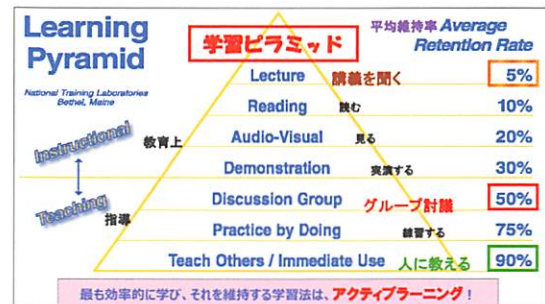 Learning Pyramid
学習ピラミッド
平均維持率 Average Retention Rate
National Training Laboratories
Bethel, Maine
Lecture 講義を聞く 5%
Reading 読む 10%
Audio-Visual 見る 20%
Demonstration 実演する 30%
Discussion Group グループ討議 50%
Practice by Doing 練習する 75%
Teach Others / Immediate Use 人に教える 90%
Instructional 教育上
Teaching 指導
最も効率的に学び、それを維持する学習法は、アクティブラーニング！